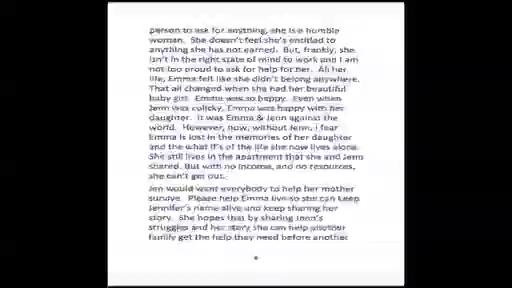 person to ask for anything, she is a humble
woman. She doesn't feel she's entitled to
anything she has not earned. But, frankly, she
isn't in the right state of mind to work and I am
not too proud to ask for help for her. All her
life, Emma felt like she didn't belong anywhere.
That all changed when she had her beautiful
baby girl. Emma was so happy. Even when
Jenn was colicky, Emma was happy with her
daughter. It was Emma & Jenn against the
world. However, now, without Jenn, I fear
Emma is lost in the memories of her daughter
and the what if's of the life she now lives alone.
She still lives in the apartment that she and Jenn
shared. But with no income, and no resources,
she can't get out.
Jen would want everybody to help her mother
survive. Please help Emma live so she can keep
Jennifer's name alive and keep sharing her
story. She hopes that by sharing Jenn's
struggles and her story she can help another
family get the help they need before another